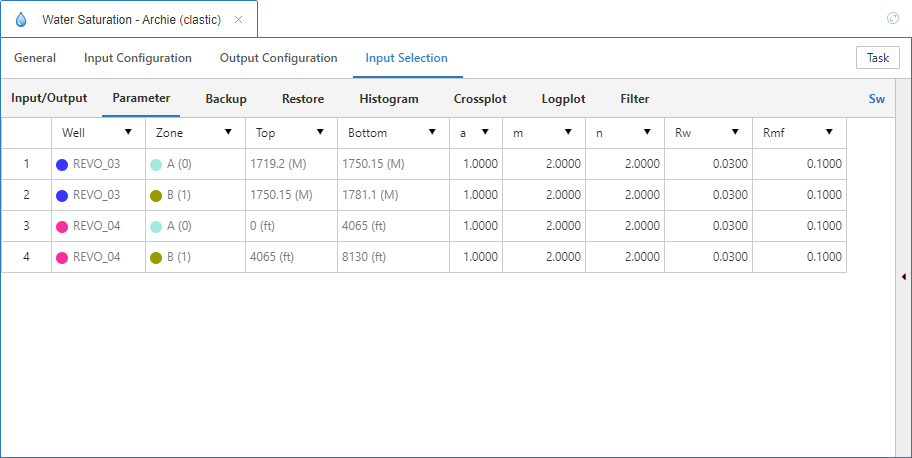 Water Saturation - Archie (clastic) ×
General Input Configuration Output Configuration Input Selection Task
Input/Output Parameter Backup Restore Histogram Crossplot Logplot Filter Sw
Well Zone Top Bottom a m n Rw Rmf
1 REVO_03 A (0) 1719.2 (M) 1750.15 (M) 1.0000 2.0000 2.0000 0.0300 0.1000
2 REVO_03 B (1) 1750.15 (M) 1781.1 (M) 1.0000 2.0000 2.0000 0.0300 0.1000
3 REVO_04 A (0) 0 (ft) 4065 (ft) 1.0000 2.0000 2.0000 0.0300 0.1000
4 REVO_04 B (1) 4065 (ft) 8130 (ft) 1.0000 2.0000 2.0000 0.0300 0.1000